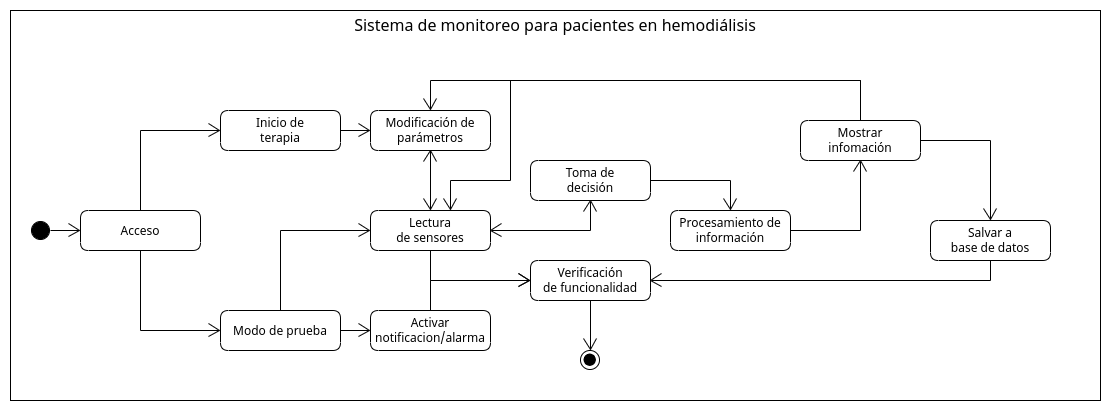 Sistema de monitoreo para pacientes en hemodiálisis
Inicio de
terapia
Modificación de
parámetros
Mostrar
infomación
Toma de
decisión
Acceso
Lectura
de sensores
Procesamiento de
información
Salvar a
base de datos
Verificación
de funcionalidad
Modo de prueba
Activar
notificacion/alarma